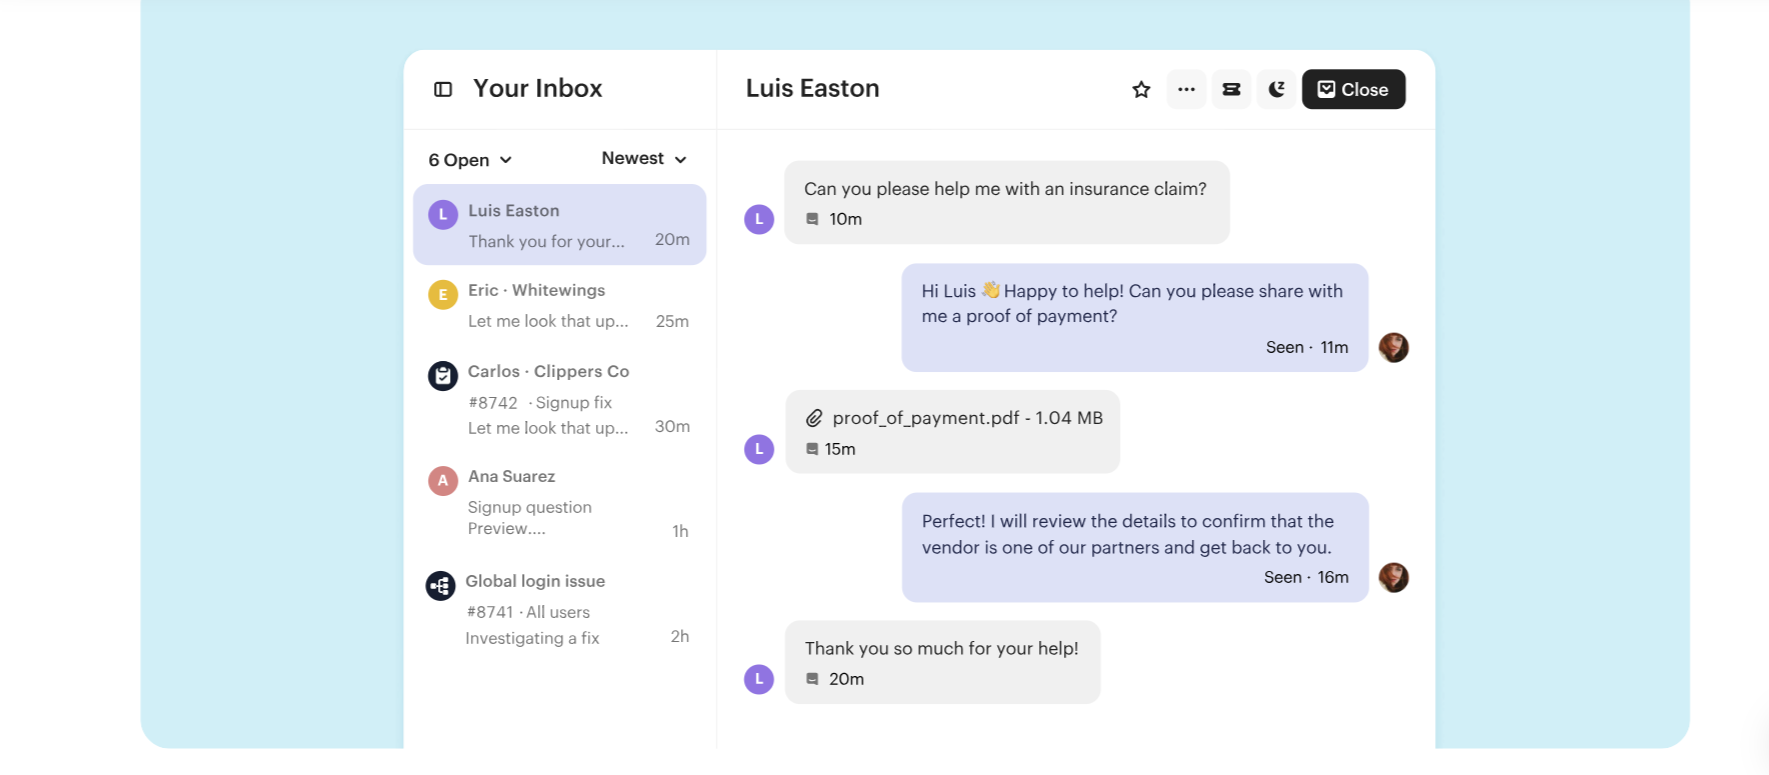 Your Inbox
6 Open
Newest
L
Luis Easton
Thank you for your...
20m
E
Eric · Whitewings
Let me look that up...
25m
Carlos · Clippers Co
#8742 · Signup fix
Let me look that up...
30m
A
Ana Suarez
Signup question
Preview....
1h
Global login issue
#8741 · All users
Investigating a fix
2h
Luis Easton
Close
Can you please help me with an insurance claim?
L
10m
Hi Luis 👋 Happy to help! Can you please share with
me a proof of payment?
Seen · 11m
proof_of_payment.pdf - 1.04 MB
L
15m
Perfect! I will review the details to confirm that the
vendor is one of our partners and get back to you.
Seen · 16m
Thank you so much for your help!
L
20m